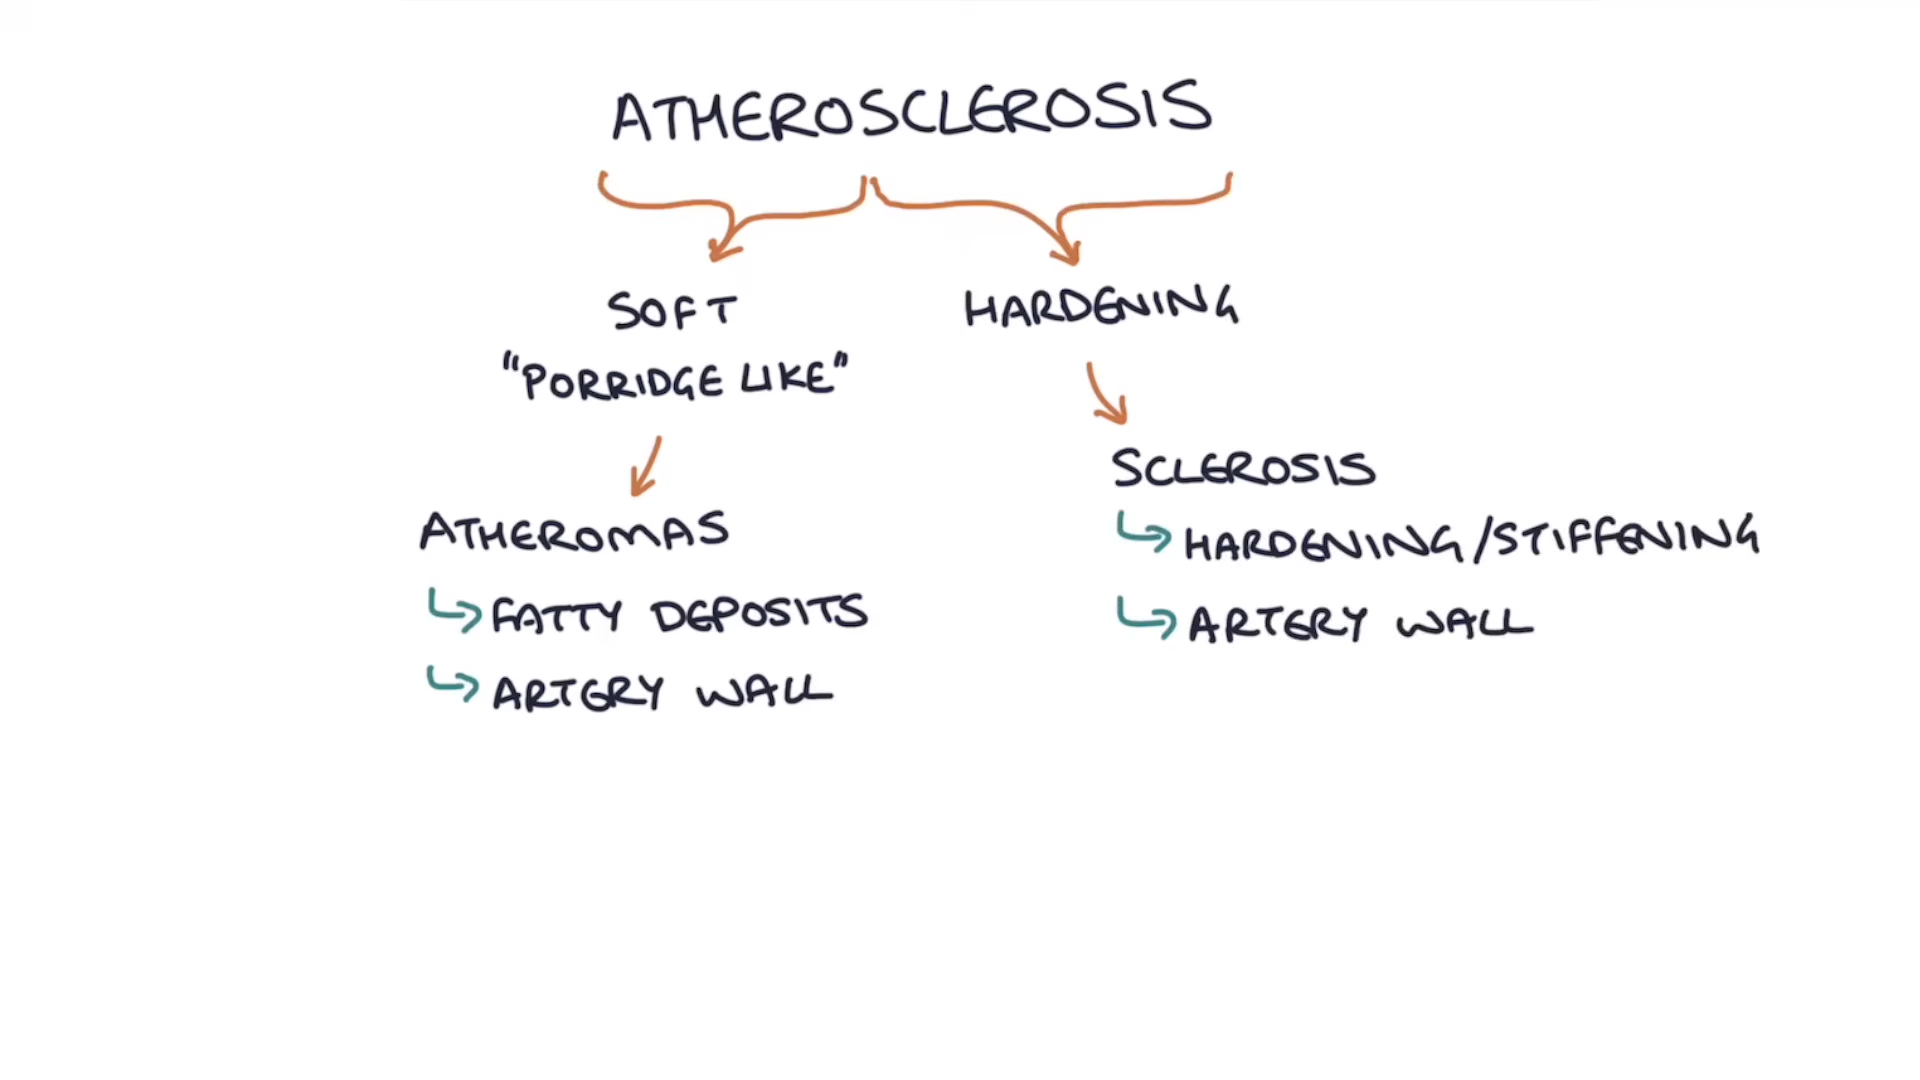 ATHEROSCLEROSIS
SOFT
"PORRIDGE LIKE"
ATHEROMAS
FATTY DEPOSITS
ARTERY WALL
HARDENING
SCLEROSIS
HARDENING/STIFFENING
ARTERY WALL